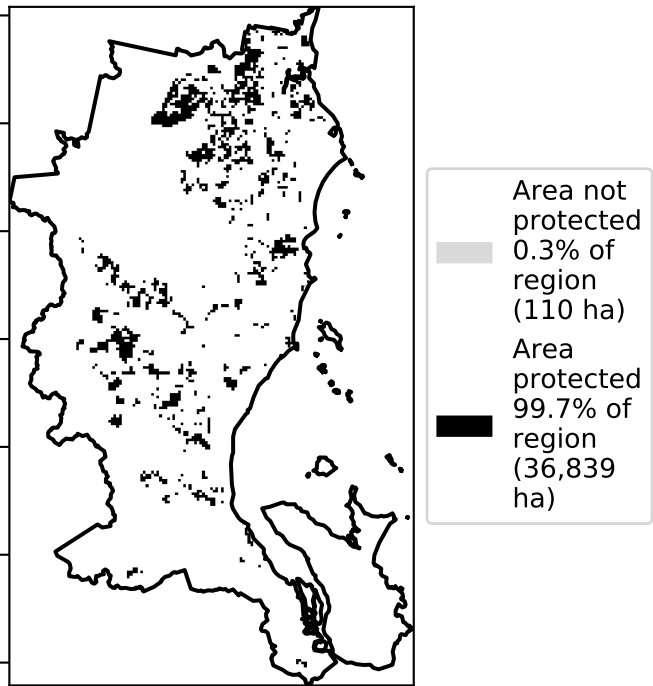 Area not
protected
0.3% of
region
(110 ha)
Area
protected
99.7% of
region
(36,839
ha)